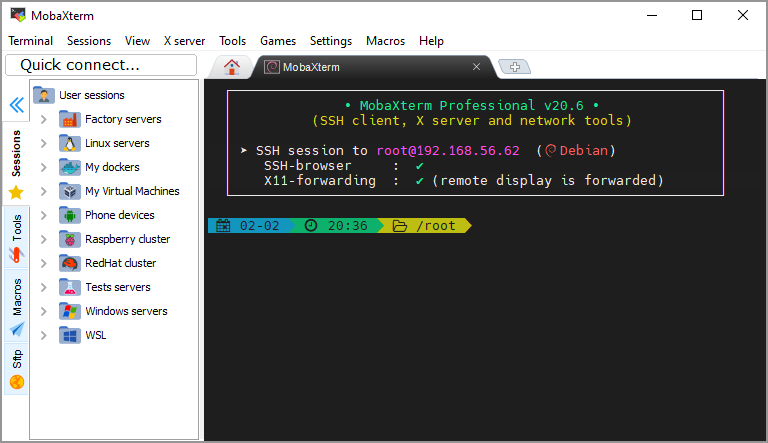 MobaXterm
Terminal Sessions View X server Tools Games Settings Macros Help
Quick connect...
MobaXterm
Sessions
Tools
Macros
Sftp
User sessions
Factory servers
Linux servers
My dockers
My Virtual Machines
Phone devices
Raspberry cluster
RedHat cluster
Tests servers
Windows servers
WSL
• MobaXterm Professional v20.6 •
(SSH client, X server and network tools)
➤ SSH session to root@192.168.56.62 (Debian)
SSH-browser : ✔
X11-forwarding : ✔ (remote display is forwarded)
02-02 20:36 /root